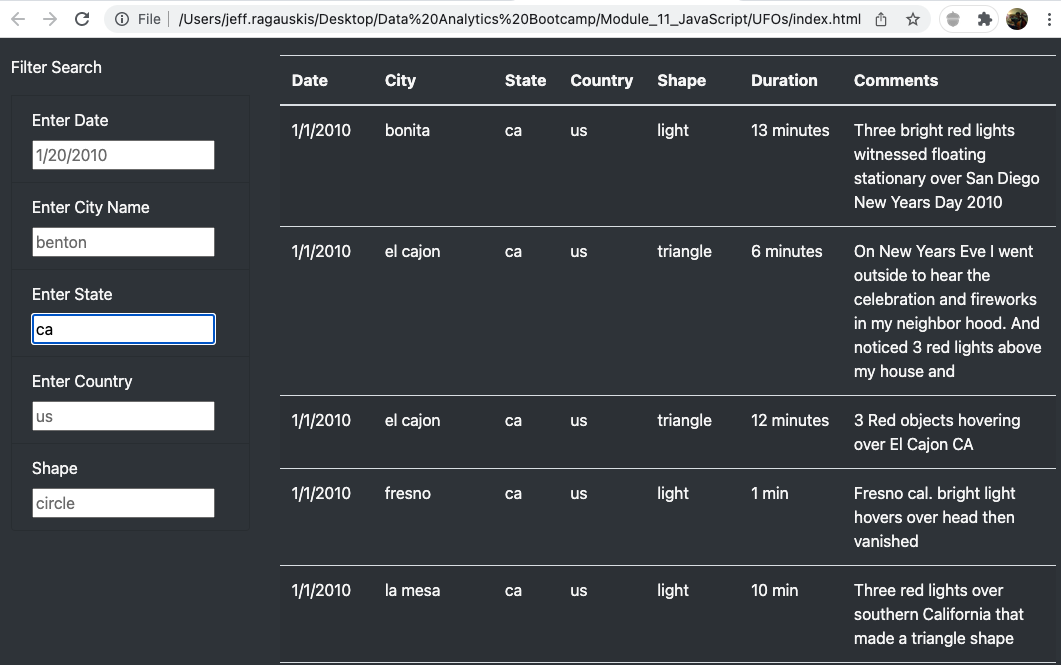 File /Users/jeff.ragauskis/Desktop/Data%20Analytics%20Bootcamp/Module_11_JavaScript/UFOs/index.html
Filter Search
Enter Date
1/20/2010
Enter City Name
benton
Enter State
ca
Enter Country
us
Shape
circle
Date City State Country Shape Duration Comments
1/1/2010 bonita ca us light 13 minutes Three bright red lights
witnessed floating
stationary over San Diego
New Years Day 2010
1/1/2010 el cajon ca us triangle 6 minutes On New Years Eve I went
outside to hear the
celebration and fireworks
in my neighbor hood. And
noticed 3 red lights above
my house and
1/1/2010 el cajon ca us triangle 12 minutes 3 Red objects hovering
over El Cajon CA
1/1/2010 fresno ca us light 1 min Fresno cal. bright light
hovers over head then
vanished
1/1/2010 la mesa ca us light 10 min Three red lights over
southern California that
made a triangle shape